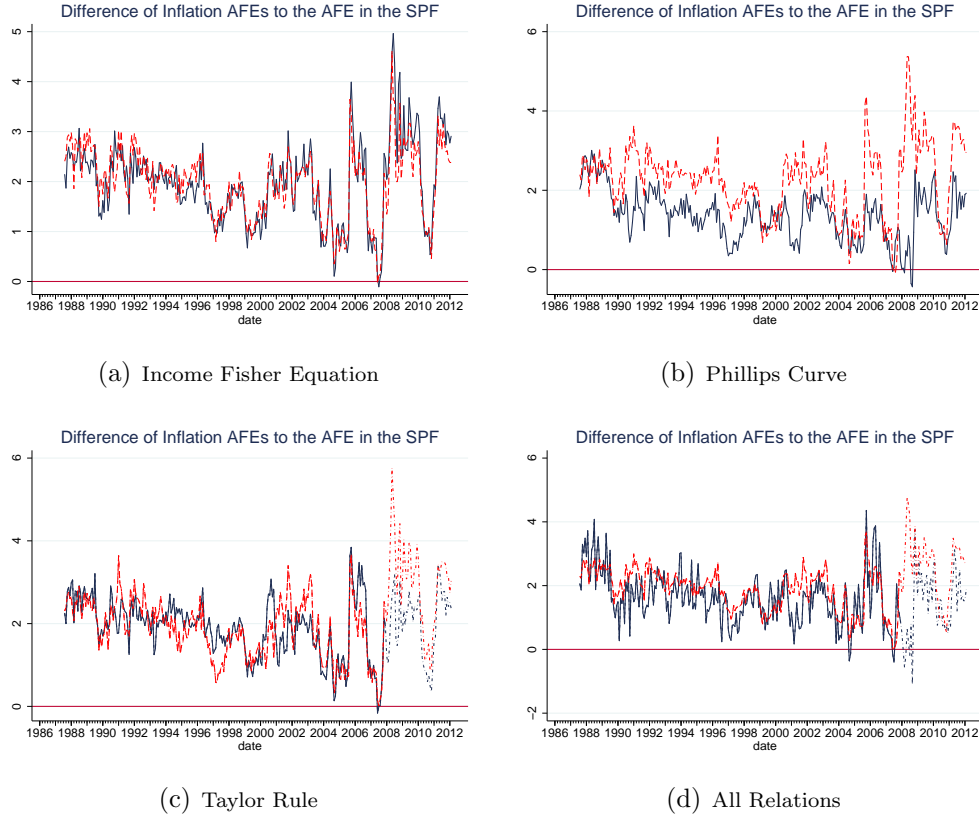 Difference of Inflation AFEs to the AFE in the SPF
5
4
3
2
1
0
1986 1988 1990 1992 1994 1996 1998 2000 2002 2004 2006 2008 2010 2012
date
(a) Income Fisher Equation
Difference of Inflation AFEs to the AFE in the SPF
6
4
2
0
1986 1988 1990 1992 1994 1996 1998 2000 2002 2004 2006 2008 2010 2012
date
(b) Phillips Curve
Difference of Inflation AFEs to the AFE in the SPF
6
4
2
0
1986 1988 1990 1992 1994 1996 1998 2000 2002 2004 2006 2008 2010 2012
date
(c) Taylor Rule
Difference of Inflation AFEs to the AFE in the SPF
6
4
2
0
−2
1986 1988 1990 1992 1994 1996 1998 2000 2002 2004 2006 2008 2010 2012
date
(d) All Relations